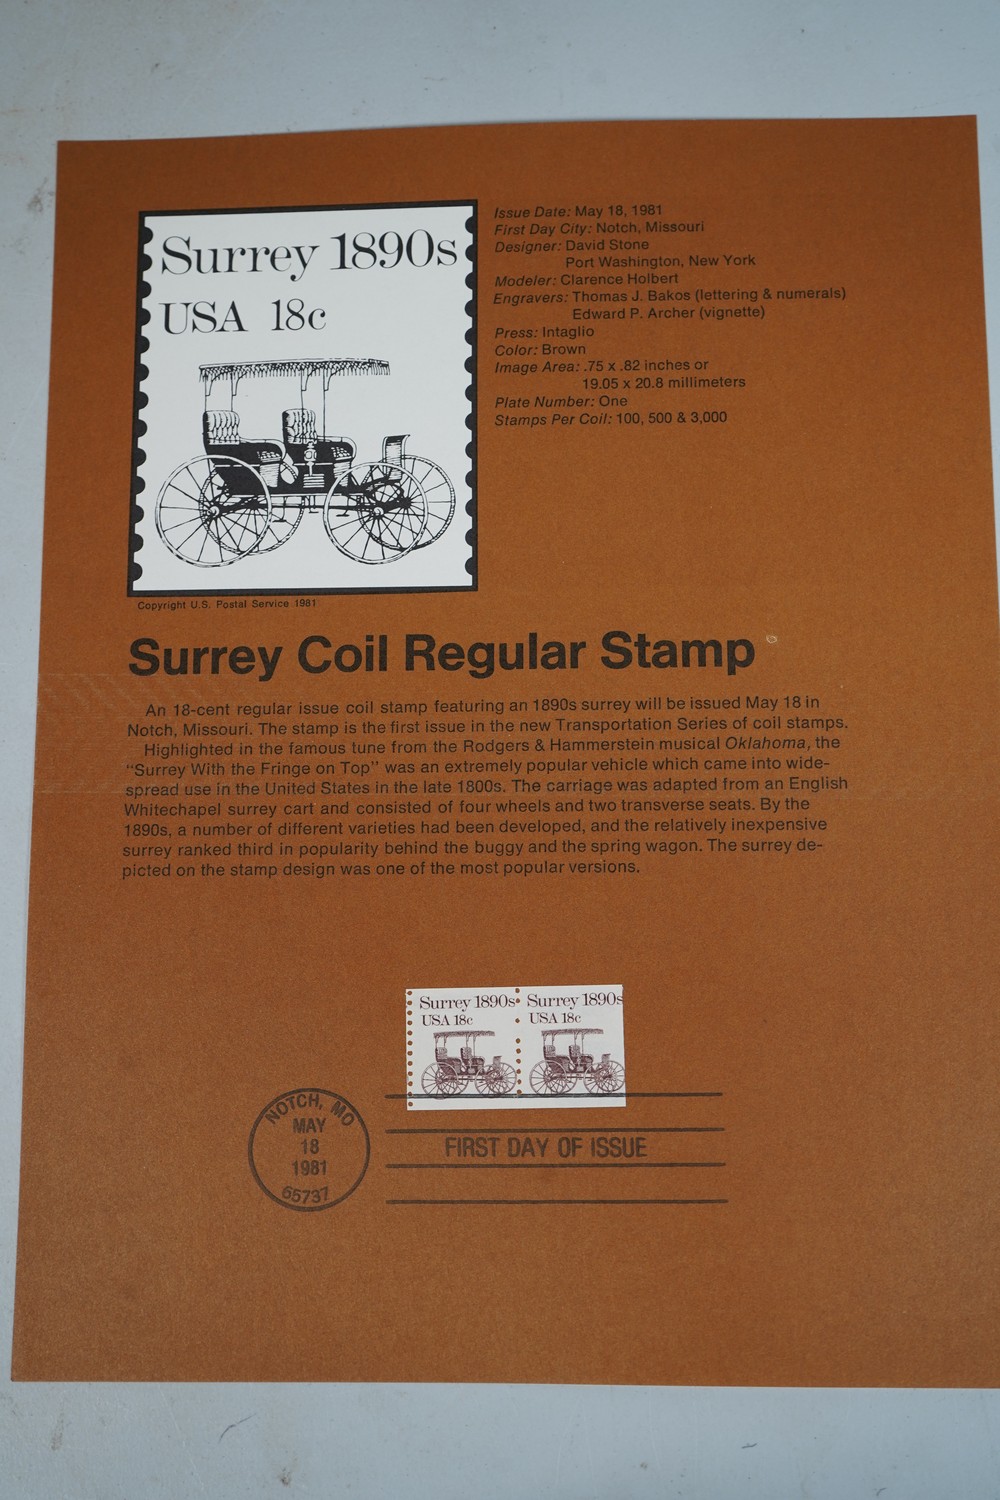 Surrey 1890s
USA 18c
Copyright U.S. Postal Service 1981
Issue Date: May 18, 1981
First Day City: Notch, Missouri
Designer: David Stone
Port Washington, New York
Modeler: Clarence Holbert
Engravers: Thomas J. Bakos (lettering & numerals)
Edward P. Archer (vignette)
Press: Intaglio
Color: Brown
Image Area: .75 x .82 inches or
19.05 x 20.8 millimeters
Plate Number: One
Stamps Per Coil: 100, 500 & 3,000
Surrey Coil Regular Stamp
An 18-cent regular issue coil stamp featuring an 1890s surrey will be issued May 18 in
Notch, Missouri. The stamp is the first issue in the new Transportation Series of coil stamps.
Highlighted in the famous tune from the Rodgers & Hammerstein musical Oklahoma, the
“Surrey With the Fringe on Top” was an extremely popular vehicle which came into wide-
spread use in the United States in the late 1800s. The carriage was adapted from an English
Whitechapel surrey cart and consisted of four wheels and two transverse seats. By the
1890s, a number of different varieties had been developed, and the relatively inexpensive
surrey ranked third in popularity behind the buggy and the spring wagon. The surrey de-
picted on the stamp design was one of the most popular versions.
Surrey 1890s
USA 18c
Surrey 1890s
USA 18c
NOTCH, MO
MAY
18
1981
65737
FIRST DAY OF ISSUE